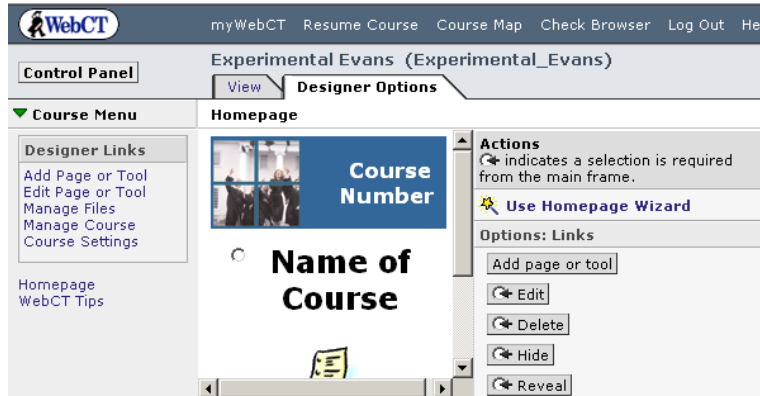 WebCT
myWebCT Resume Course Course Map Check Browser Log Out He
Control Panel
Experimental Evans (Experimental_Evans)
View Designer Options
Course Menu
Homepage
Designer Links
Add Page or Tool
Edit Page or Tool
Manage Files
Manage Course
Course Settings
Homepage
WebCT Tips
Course
Number
Name of
Course
Actions
indicates a selection is required
from the main frame.
Use Homepage Wizard
Options: Links
Add page or tool
Edit
Delete
Hide
Reveal